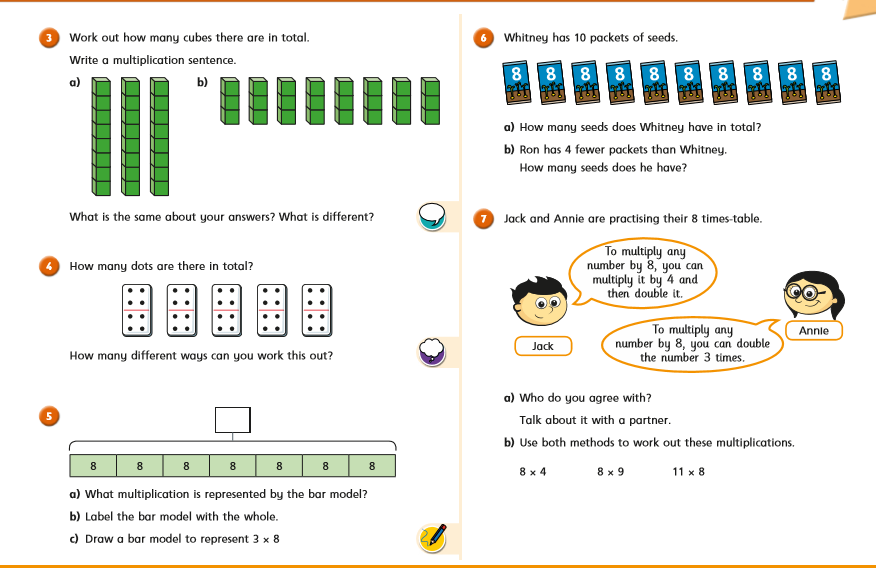 3 Work out how many cubes there are in total.
Write a multiplication sentence.
a) b)
What is the same about your answers? What is different?
4 How many dots are there in total?
How many different ways can you work this out?
5
8 8 8 8 8 8 8
a) What multiplication is represented by the bar model?
b) Label the bar model with the whole.
c) Draw a bar model to represent 3 × 8
6 Whitney has 10 packets of seeds.
8 8 8 8 8 8 8 8 8 8
a) How many seeds does Whitney have in total?
b) Ron has 4 fewer packets than Whitney.
How many seeds does he have?
7 Jack and Annie are practising their 8 times-table.
To multiply any
number by 8, you can
multiply it by 4 and
then double it.
Jack
To multiply any
number by 8, you can double
the number 3 times.
Annie
a) Who do you agree with?
Talk about it with a partner.
b) Use both methods to work out these multiplications.
8 × 4 8 × 9 11 × 8